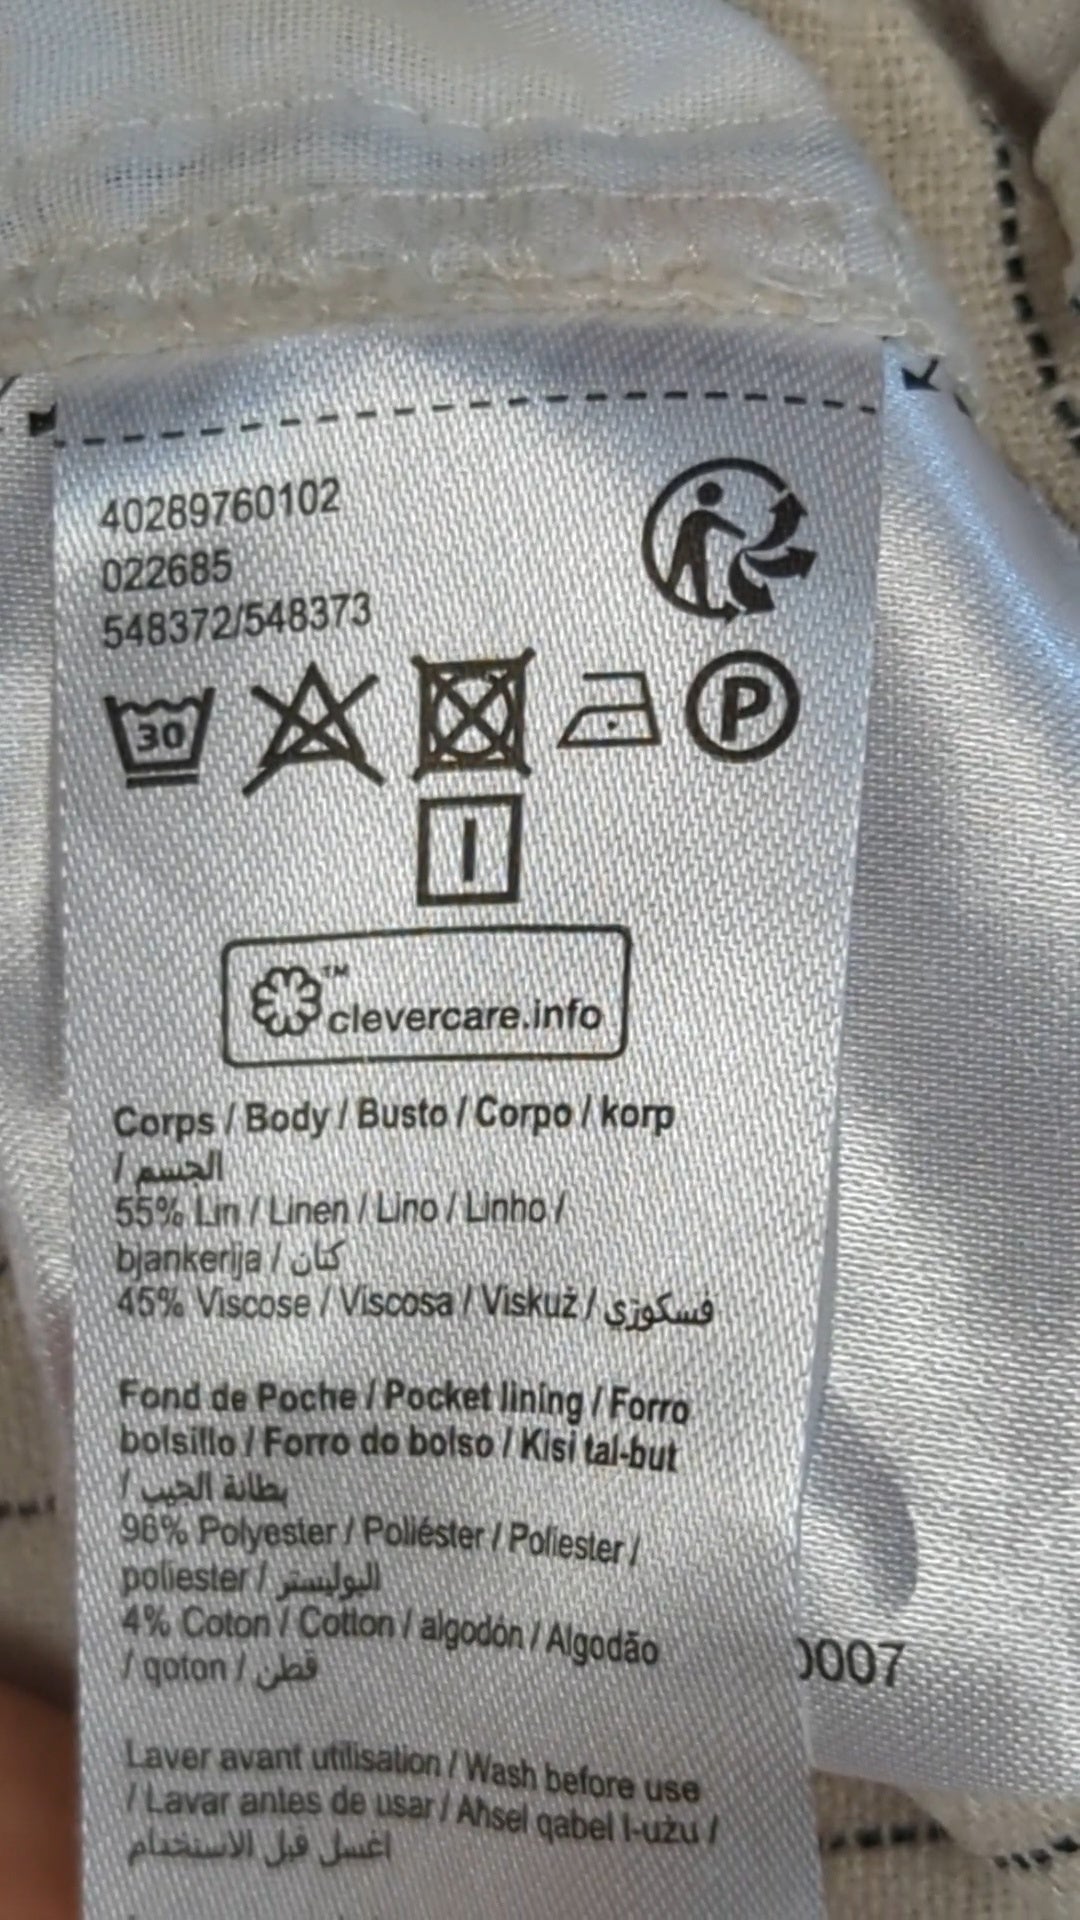 40289760102
022685
548372/548373
30
P
TM
clevercare.info
Corps / Body / Busto / Corpo / korp
/ الجسم
55% Lin / Linen / Lino / Linho /
bjankerija / كتان
45% Viscose / Viscosa / Viskuż / فسكوزي
Fond de Poche / Pocket lining / Forro
bolsillo / Forro do bolso / Kisi tal-but
/ بطانة الجيب
96% Polyester / Poliéster / Poliester /
poliester / البوليستر
4% Coton / Cotton / algodón / Algodão
/ qoton / قطن
0007
Laver avant utilisation / Wash before use
/ Lavar antes de usar / Aħsel qabel l-użu /
اغسل قبل الاستخدام